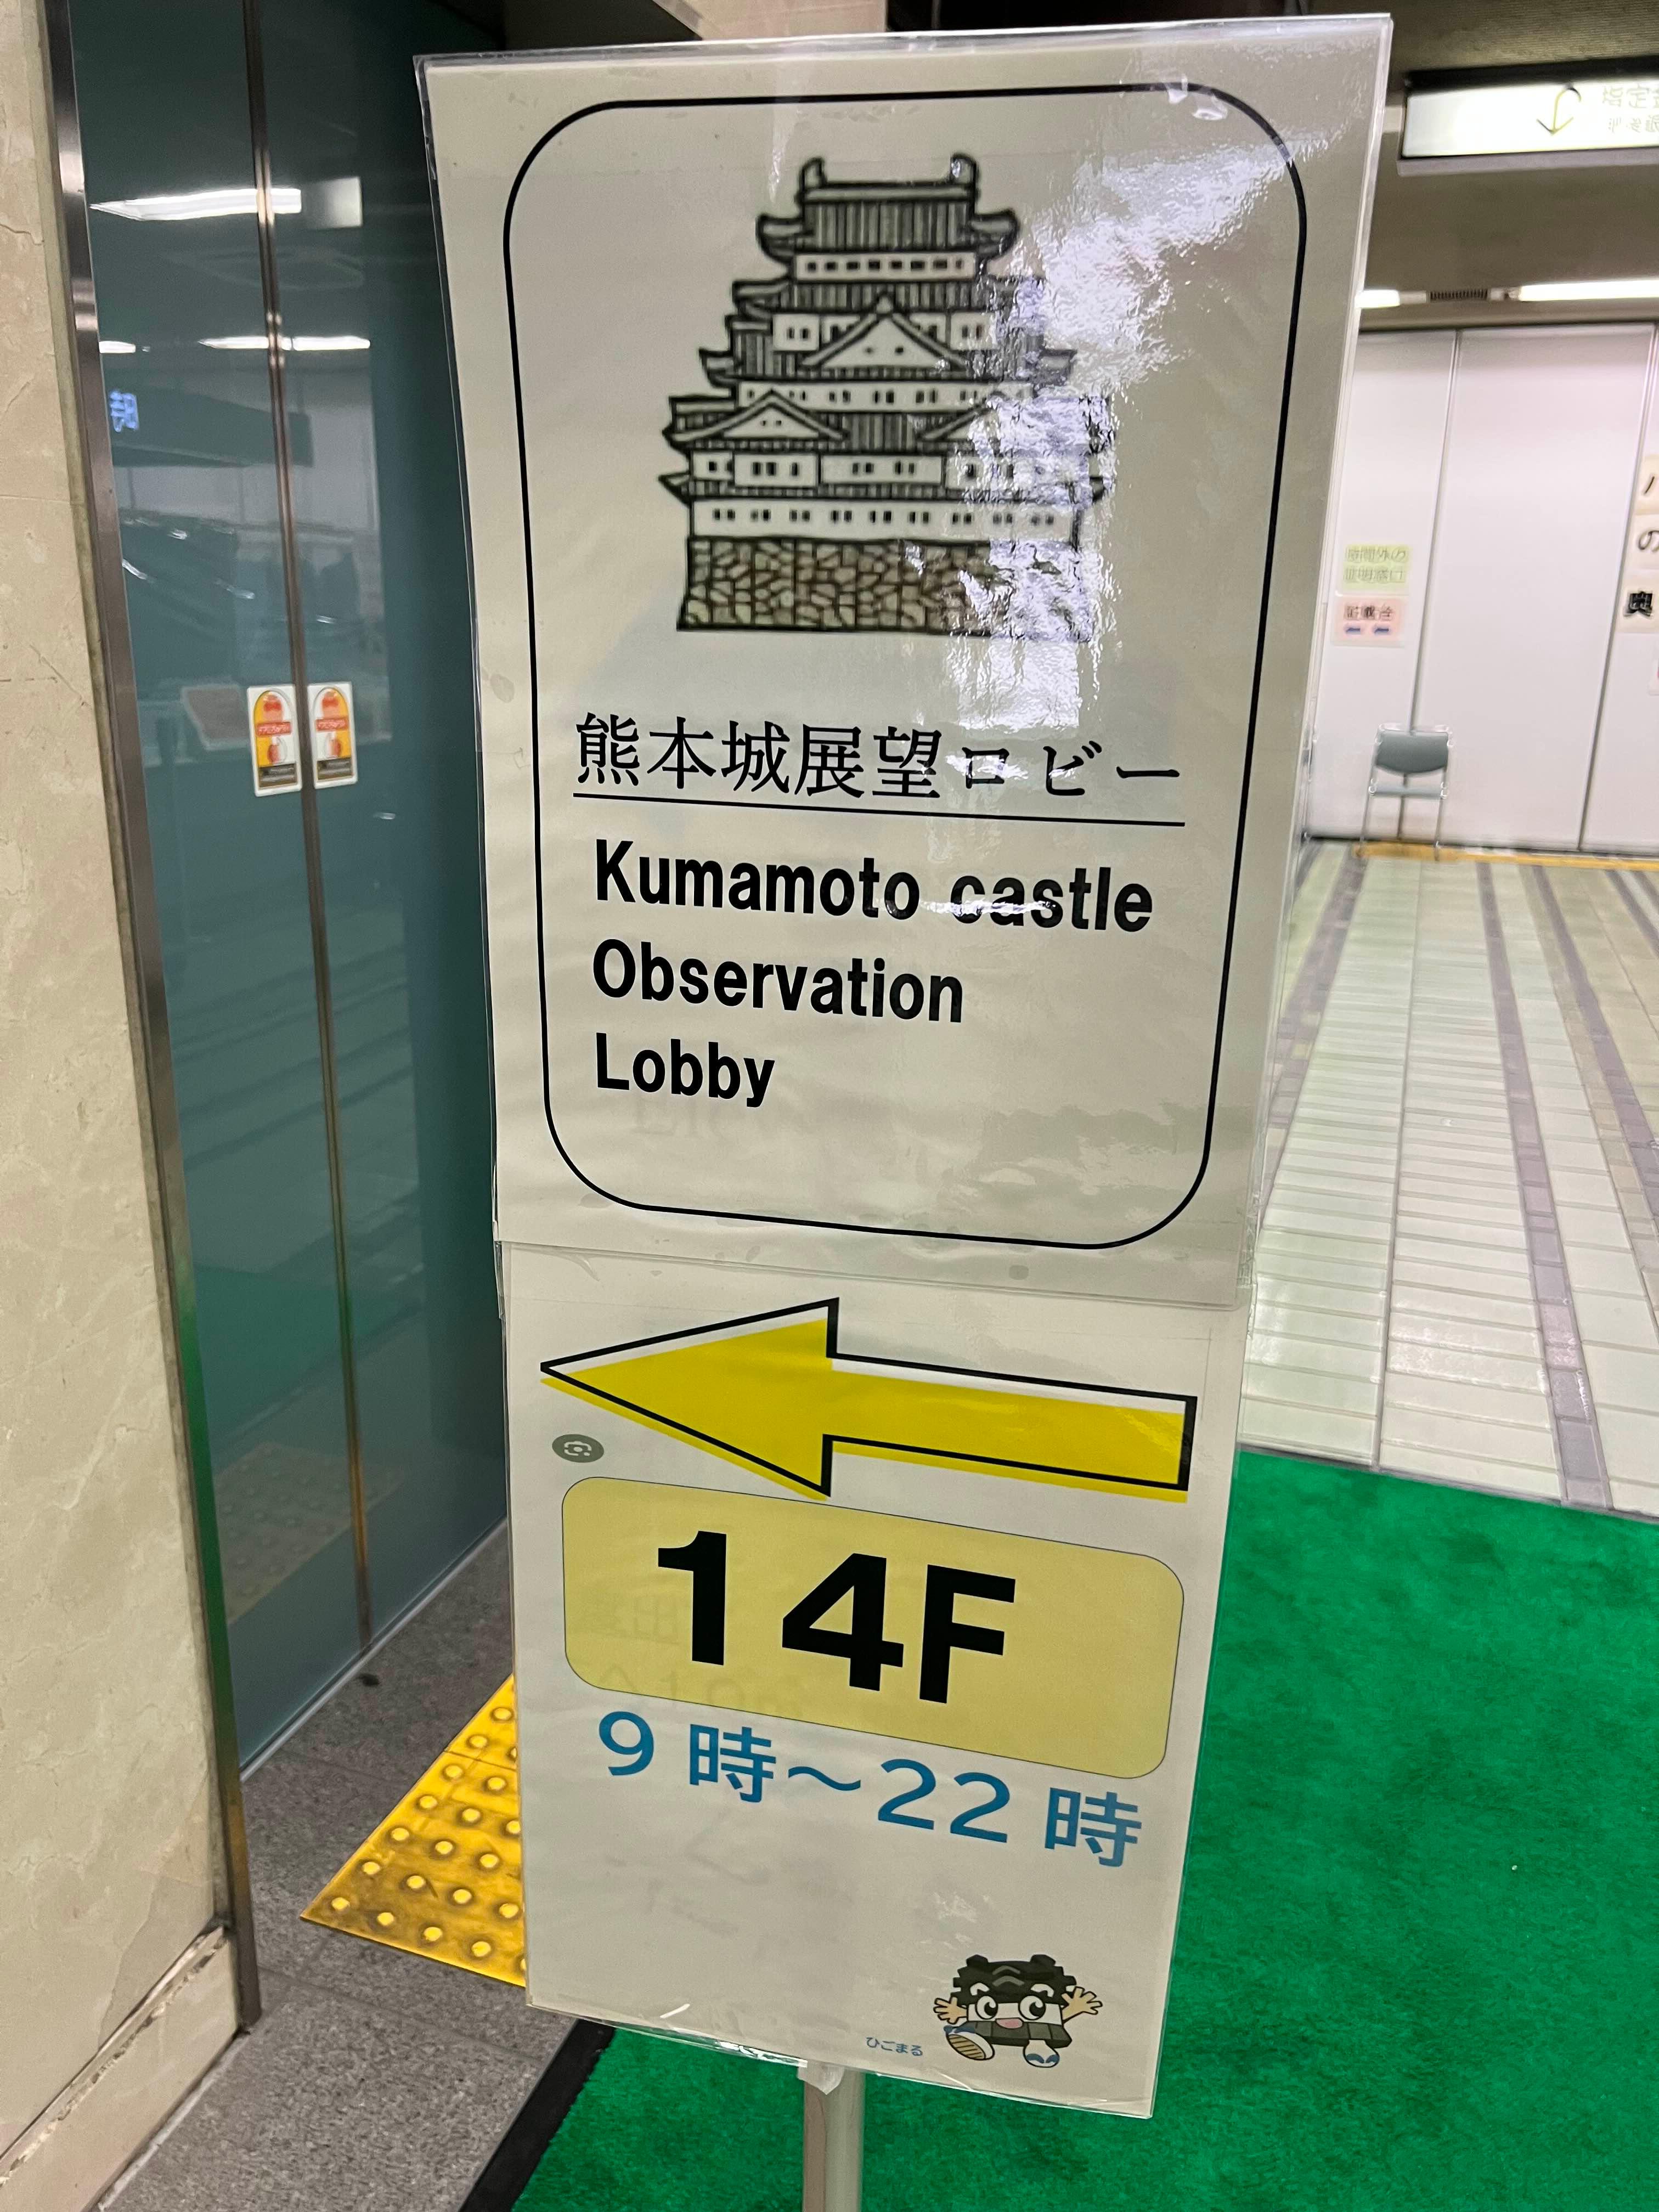 熊本城展望ロビー
Kumamoto castle
Observation
Lobby
14F
9時～22時
ひごまる